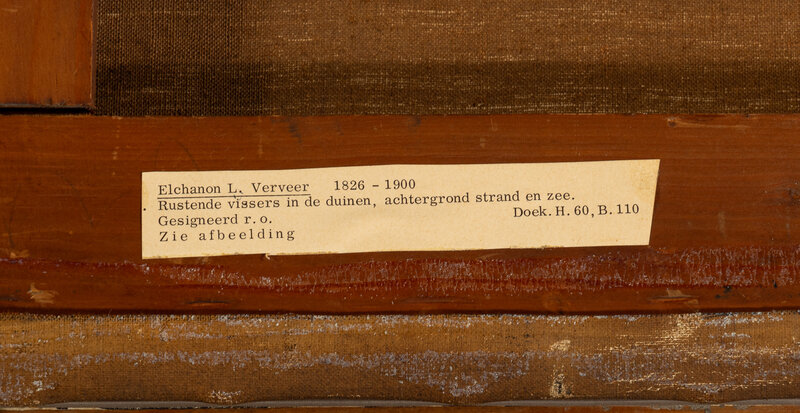 Elchanon L. Verveer 1826 - 1900
Rustende vissers in de duinen, achtergrond strand en zee.
Gesigneerd r. o. Doek. H. 60, B. 110
Zie afbeelding